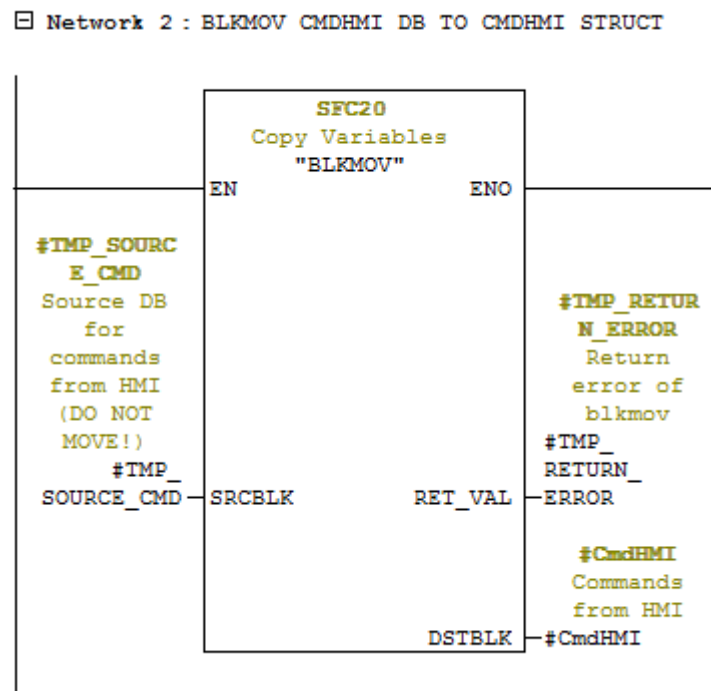 Network 2 : BLKMOV CMDHMI DB TO CMDHMI STRUCT
SFC20
Copy Variables
"BLKMOV"
EN
ENO
#TMP_SOURC
E_CMD
Source DB
for
commands
from HMI
(DO NOT
MOVE!)
#TMP_
SOURCE_CMD
SRCBLK
#TMP_RETUR
N_ERROR
Return
error of
blkmov
#TMP_
RETURN_
ERROR
RET_VAL
#CmdHMI
Commands
from HMI
#CmdHMI
DSTBLK